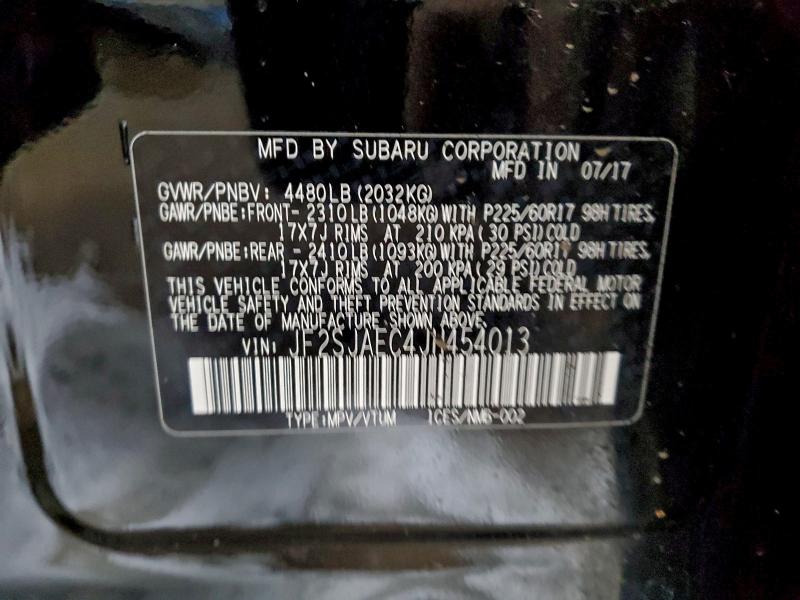 MFD BY SUBARU CORPORATION
MFD IN 07/17
GVWR/PNBV: 4480LB(2032KG)
GAWR/PNBE:FRONT- 2310LB(1048KG)WITH P225/60R17 98H TIRES,
17X7J RIMS AT 210 KPA(30 PSI)COLD
GAWR/PNBE:REAR - 2410LB(1093KG)WITH P225/60R17 98H TIRES,
17X7J RIMS AT 200 KPA(29 PSI)COLD
THIS VEHICLE CONFORMS TO ALL APPLICABLE FEDERAL MOTOR
VEHICLE SAFETY AND THEFT PREVENTION STANDARDS IN EFFECT ON
THE DATE OF MANUFACTURE SHOWN ABOVE.
VIN: JF2SJAEC4JH454013
TYPE:MPV/VTUM ICES/NMB-002